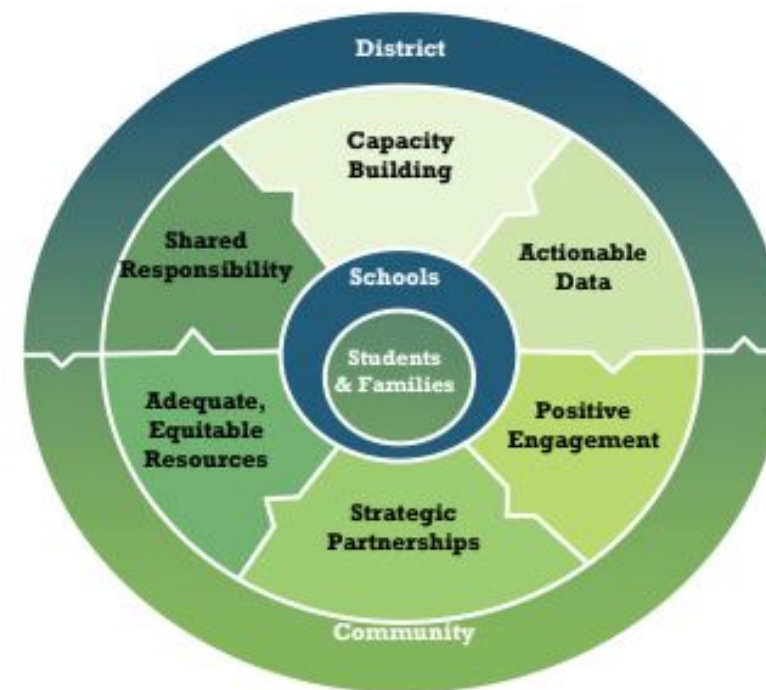 District
Capacity
Building
Shared
Responsibility
Actionable
Data
Schools
Students
& Families
Adequate,
Equitable
Resources
Positive
Engagement
Strategic
Partnerships
Community